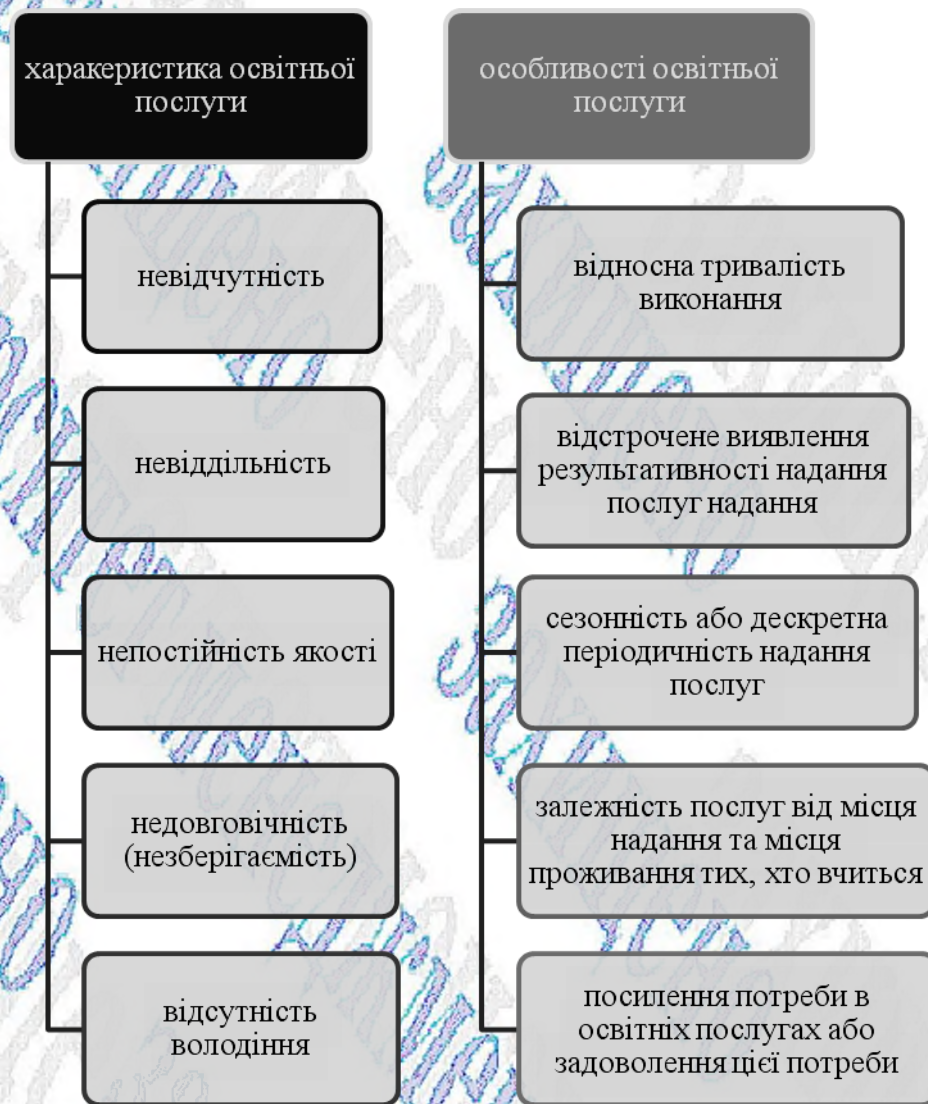 характеристика освітньої
послуги
невідчутність
невіддільність
непостійність якості
недовговічність
(незберігаємість)
відсутність
володіння
особливості освітньої
послуги
відносна тривалість
виконання
відстрочене виявлення
результативності надання
послуг надання
сезонність або дескретна
періодичність надання
послуг
залежність послуг від місця
надання та місця
проживання тих, хто вчиться
посилення потреби в
освітніх послугах або
задоволення цієї потреби